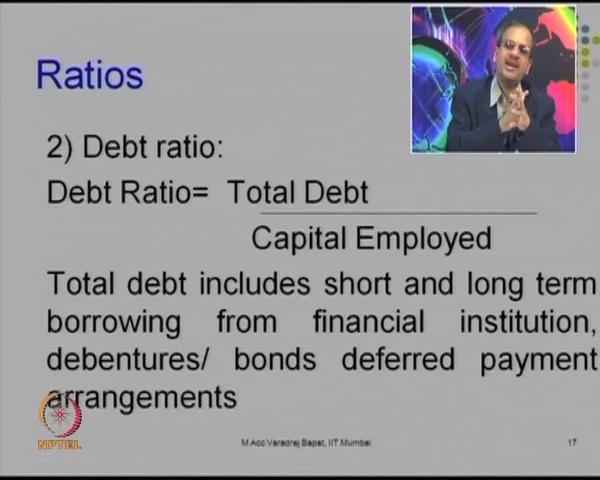 Ratios
2) Debt ratio:
Debt Ratio= Total Debt
Capital Employed
Total debt includes short and long term
borrowing from financial institution,
debentures/ bonds deferred payment
arrangements
NPTEL
M Acc Varadraj Bapat, IIT Mumbai
17